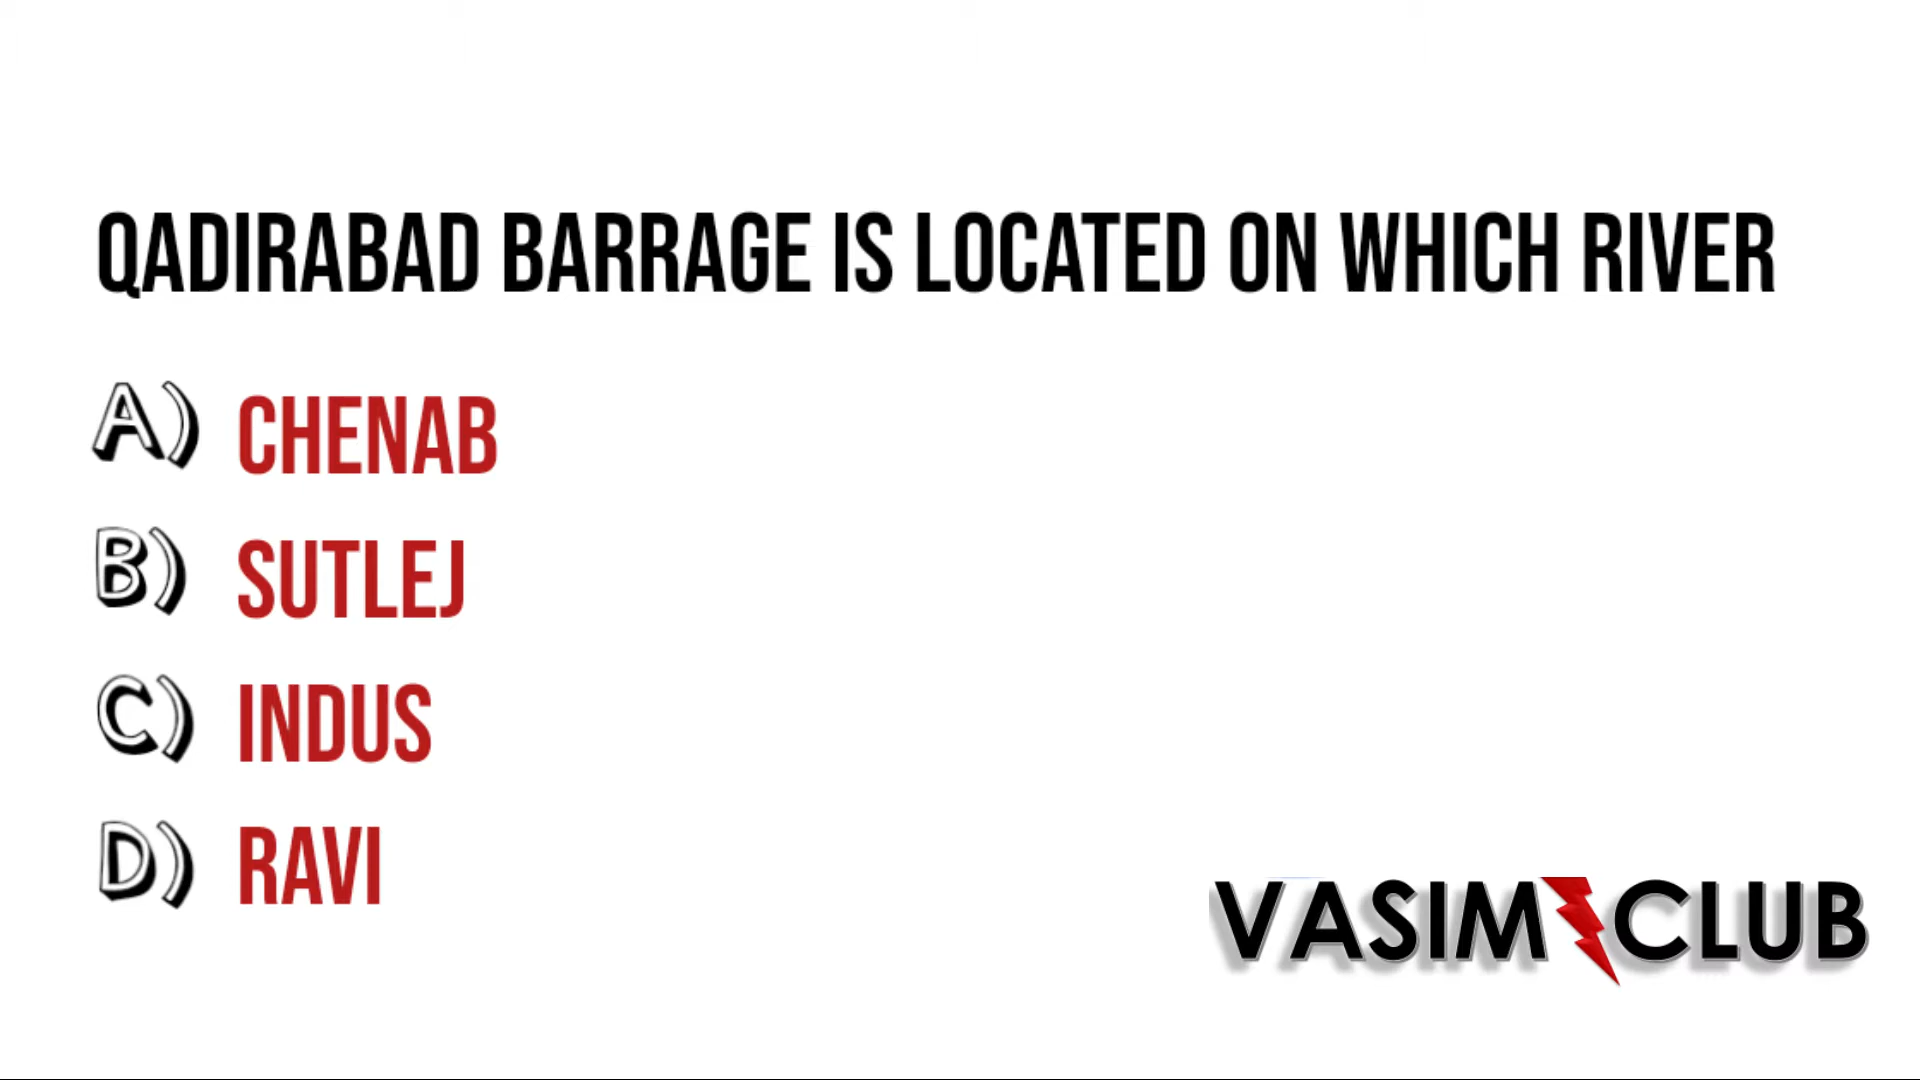 QADIRABAD BARRAGE IS LOCATED ON WHICH RIVER
A) CHENAB
B) SUTLEJ
C) INDUS
D) RAVI
VASIM CLUB